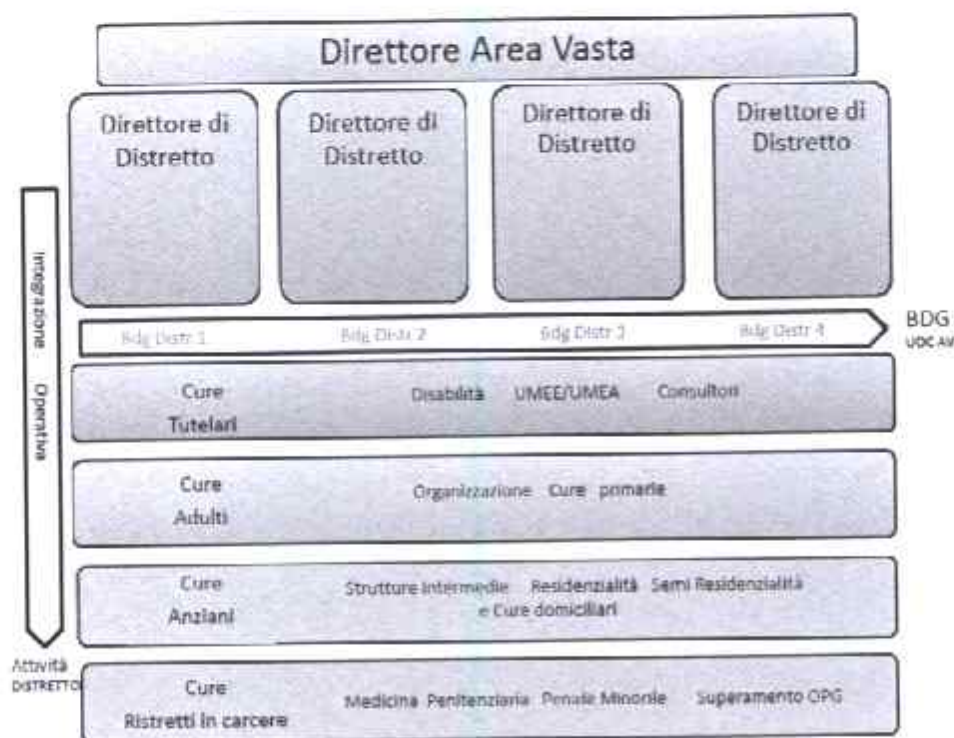 Direttore Area Vasta
Direttore di
Distretto
Direttore di
Distretto
Direttore di
Distretto
Direttore di
Distretto
Integrazione Operativa
Bdg Distr 1
Bdg Distr 2
Bdg Distr 3
Bdg Distr 4
BDG
UOC AV
Cure
Tutelari
Disabilità UMEE/UMEA Consultori
Cure
Adulti
Organizzazione Cure primarie
Cure
Anziani
Strutture Intermedie Residenzialità Semi Residenzialità
e Cure domiciliari
Attività
DISTRETTO
Cure
Ristretti in carcere
Medicina Penitenziaria Penale Minorile Superamento OPG